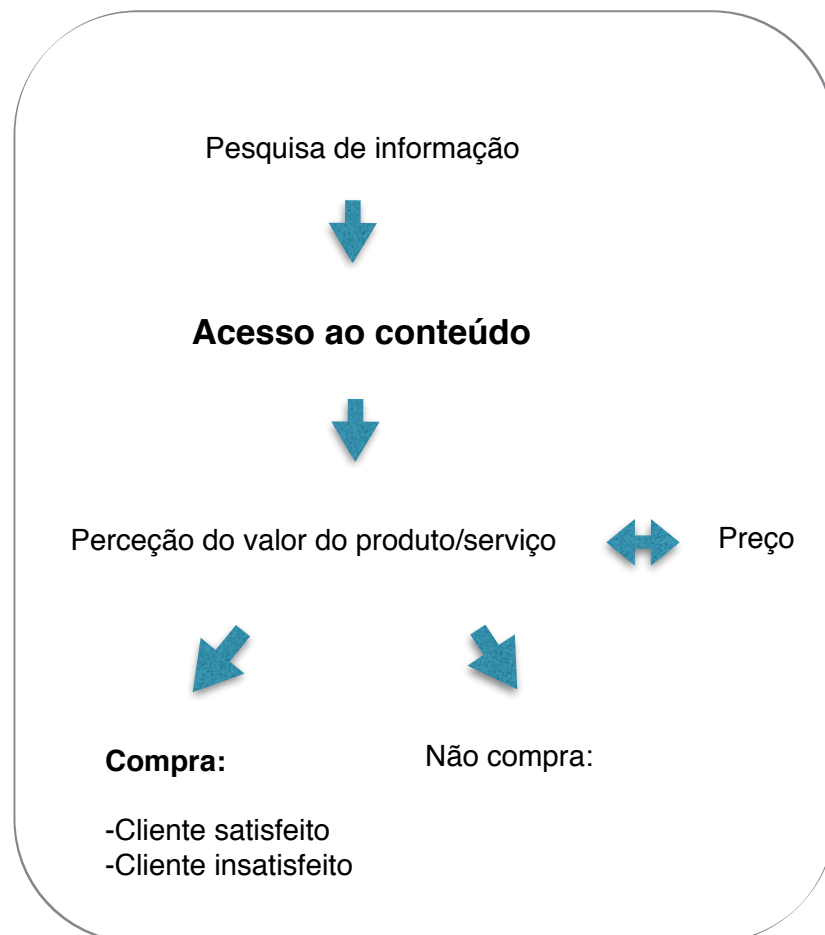 Pesquisa de informação
Acesso ao conteúdo
Perceção do valor do produto/serviço
Preço
Compra:
Não compra:
-Cliente satisfeito
-Cliente insatisfeito